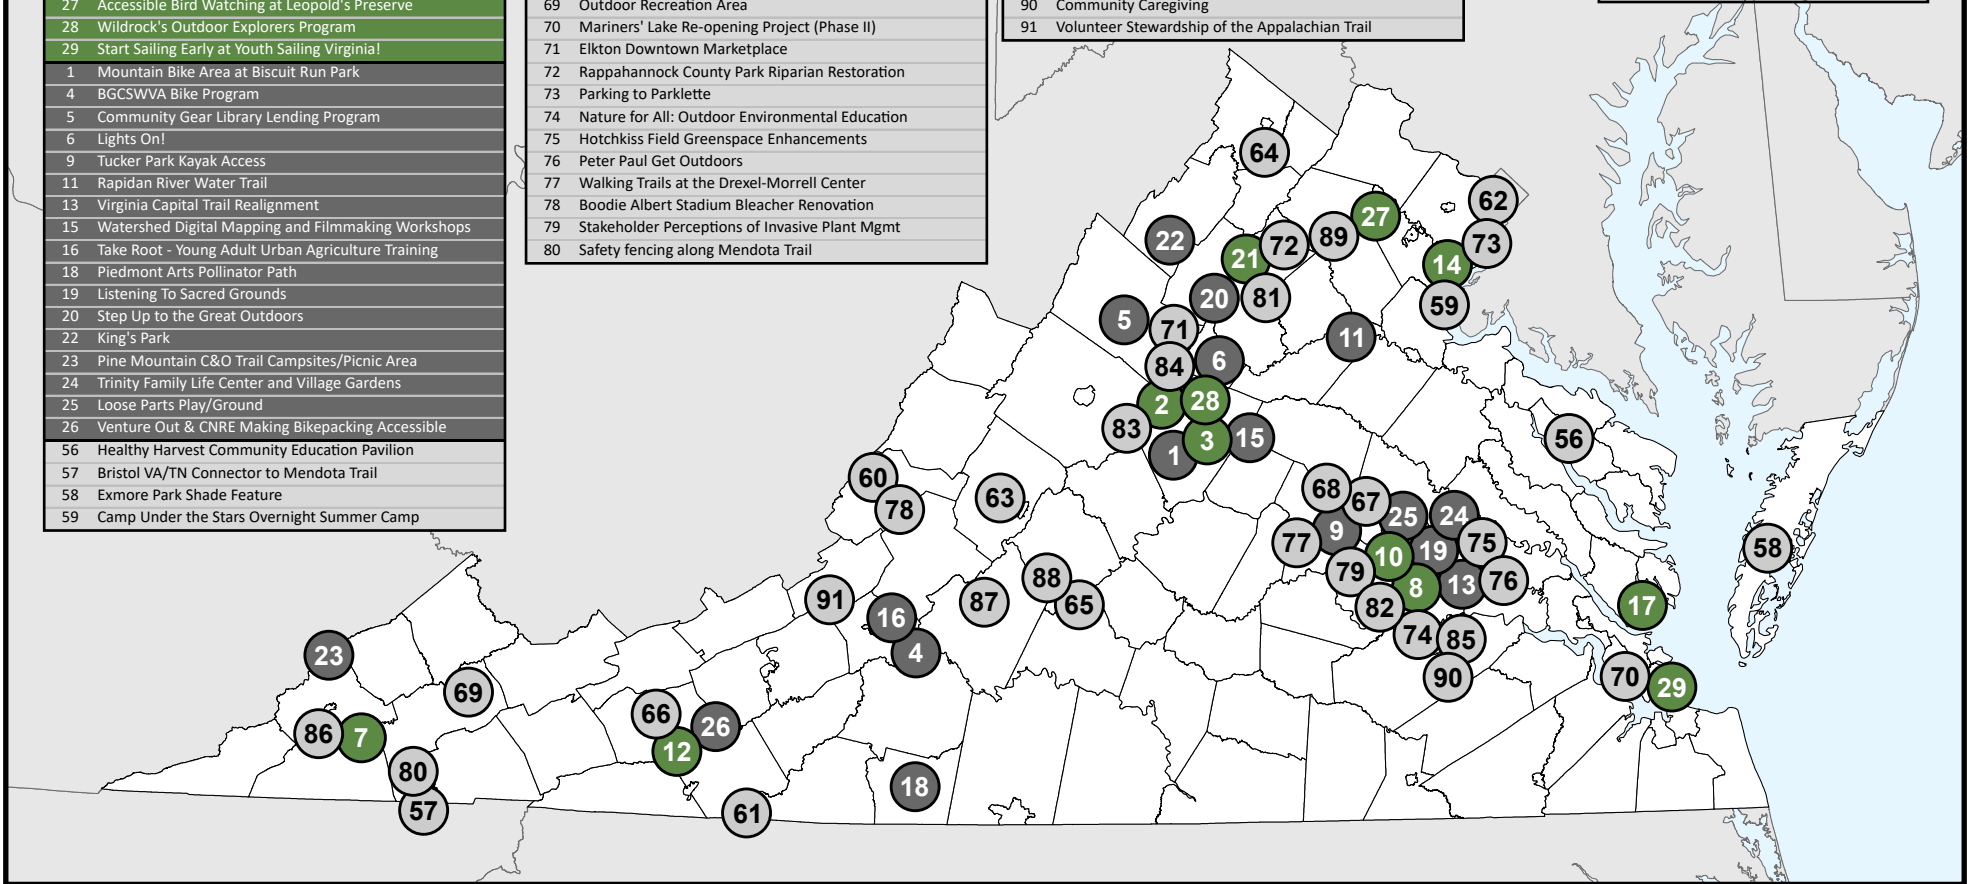 27 Accessible Bird Watching at Leopold's Preserve
28 Wildrock's Outdoor Explorers Program
29 Start Sailing Early at Youth Sailing Virginia!
1 Mountain Bike Area at Biscuit Run Park
4 BGCSWVA Bike Program
5 Community Gear Library Lending Program
6 Lights On!
9 Tucker Park Kayak Access
11 Rapidan River Water Trail
13 Virginia Capital Trail Realignment
15 Watershed Digital Mapping and Filmmaking Workshops
16 Take Root - Young Adult Urban Agriculture Training
18 Piedmont Arts Pollinator Path
19 Listening To Sacred Grounds
20 Step Up to the Great Outdoors
22 King's Park
23 Pine Mountain C&O Trail Campsites/Picnic Area
24 Trinity Family Life Center and Village Gardens
25 Loose Parts Play/Ground
26 Venture Out & CNRE Making Bikepacking Accessible
56 Healthy Harvest Community Education Pavilion
57 Bristol VA/TN Connector to Mendota Trail
58 Exmore Park Shade Feature
59 Camp Under the Stars Overnight Summer Camp
69 Outdoor Recreation Area
70 Mariners' Lake Re-opening Project (Phase II)
71 Elkton Downtown Marketplace
72 Rappahannock County Park Riparian Restoration
73 Parking to Parklette
74 Nature for All: Outdoor Environmental Education
75 Hotchkiss Field Greenspace Enhancements
76 Peter Paul Get Outdoors
77 Walking Trails at the Drexel-Morrell Center
78 Boodie Albert Stadium Bleacher Renovation
79 Stakeholder Perceptions of Invasive Plant Mgmt
80 Safety fencing along Mendota Trail
90 Community Caregiving
91 Volunteer Stewardship of the Appalachian Trail
64
62
27
89
73
22
72
21
14
20
81
59
5
71
11
6
84
28
2
83
3
15
1
56
60
63
78
68
67
25
24
9
77
19
75
10
58
79
8
13
76
88
65
87
91
16
82
17
4
74
85
23
90
70
29
69
66
26
86
7
12
80
57
18
61